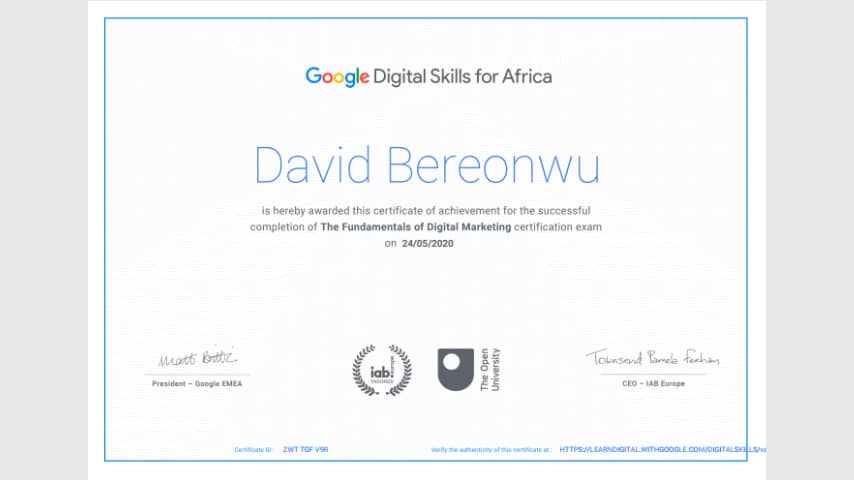 Google Digital Skills for Africa
David Bereonwu
is hereby awarded this certificate of achievement for the successful
completion of The Fundamentals of Digital Marketing certification exam
on 24/05/2020
Matt Brittin
President – Google EMEA
iab.
The Open
University
Townsend Pamela Feehan
CEO – IAB Europe
Certificate ID : ZWT TGF V9R
Verify the authenticity of this certificate at : HTTPS://LEARNDIGITAL.WITHGOOGLE.COM/DIGITALSKILLS/